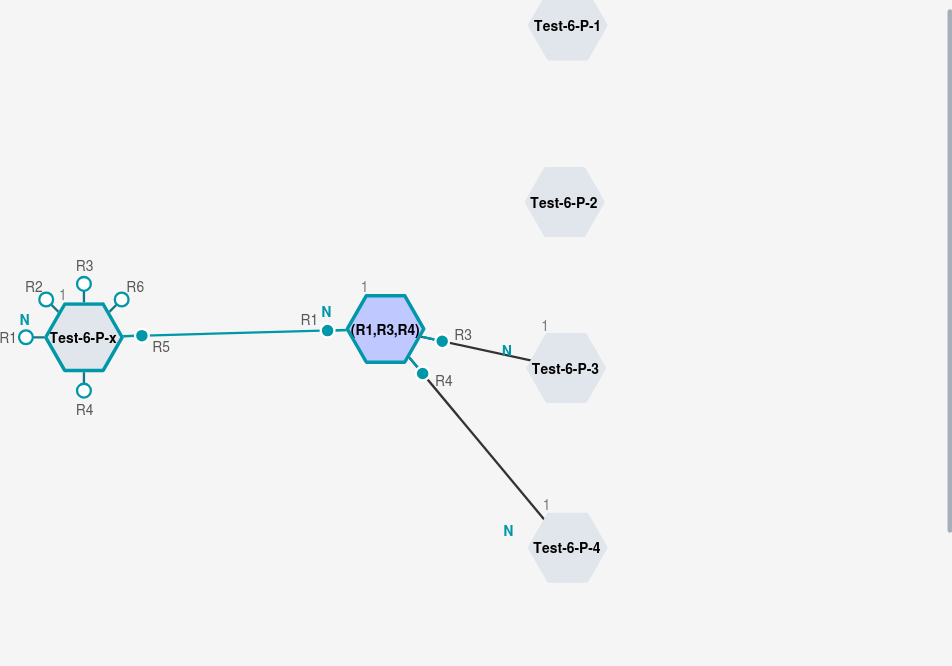 Test-6-P-1
Test-6-P-2
R3
R2
1
R6
N
R1
Test-6-P-x
R5
R4
1
N
R1
(R1,R3,R4)
R3
R4
1
N
Test-6-P-3
1
N
Test-6-P-4